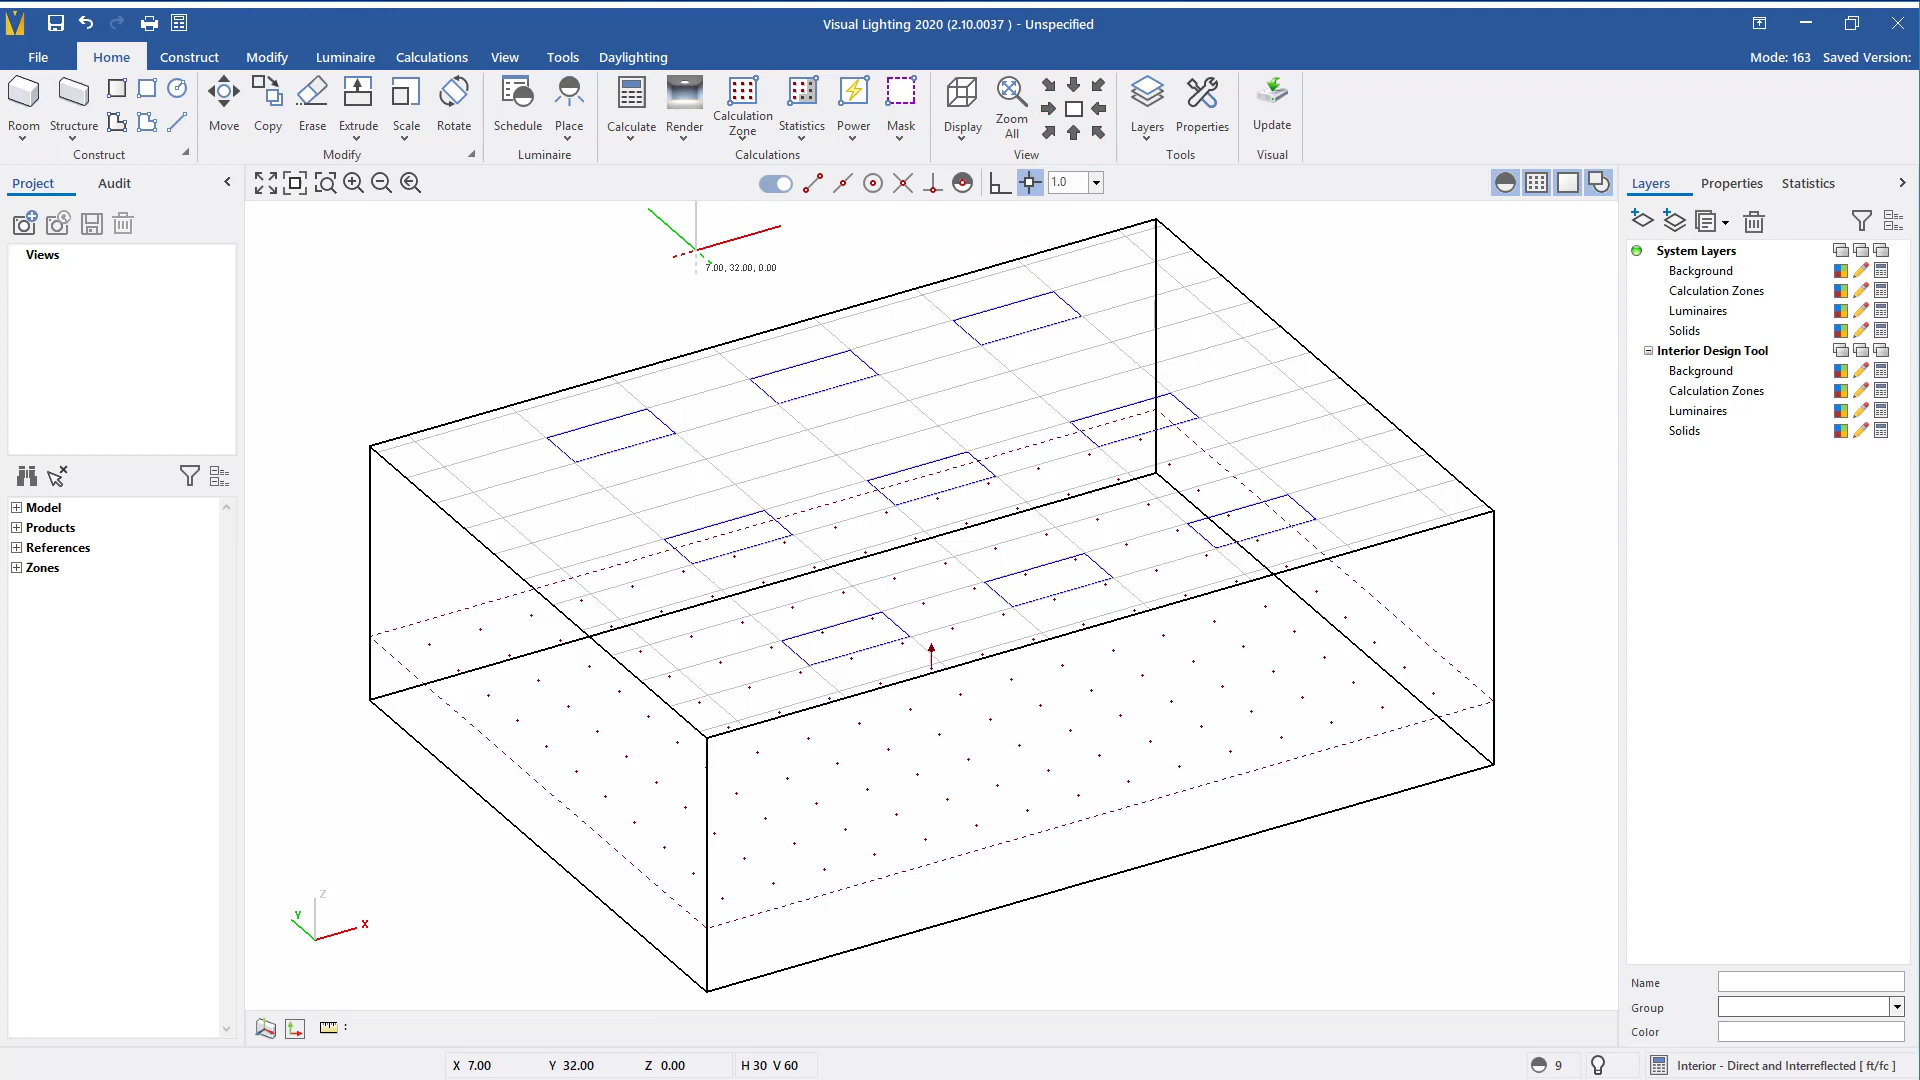 Visual Lighting 2020 (2.10.0037 ) - Unspecified
File Home Construct Modify Luminaire Calculations View Tools Daylighting Mode: 163 Saved Version:
Room Structure Move Copy Erase Extrude Scale Rotate Schedule Place Calculate Render Calculation Zone Statistics Power Mask Display Zoom All Layers Properties Update
Construct Modify Luminaire Calculations View Tools Visual
Project Audit 1.0 Layers Properties Statistics
Views
7.00, 32.00, 0.00
System Layers
Background
Calculation Zones
Luminaires
Solids
Interior Design Tool
Background
Calculation Zones
Luminaires
Solids
Model
Products
References
Zones
Z
Y
X
Name
Group
Color
:
X 7.00 Y 32.00 Z 0.00 H 30 V 60 9 Interior - Direct and Interreflected [ ft/fc ]